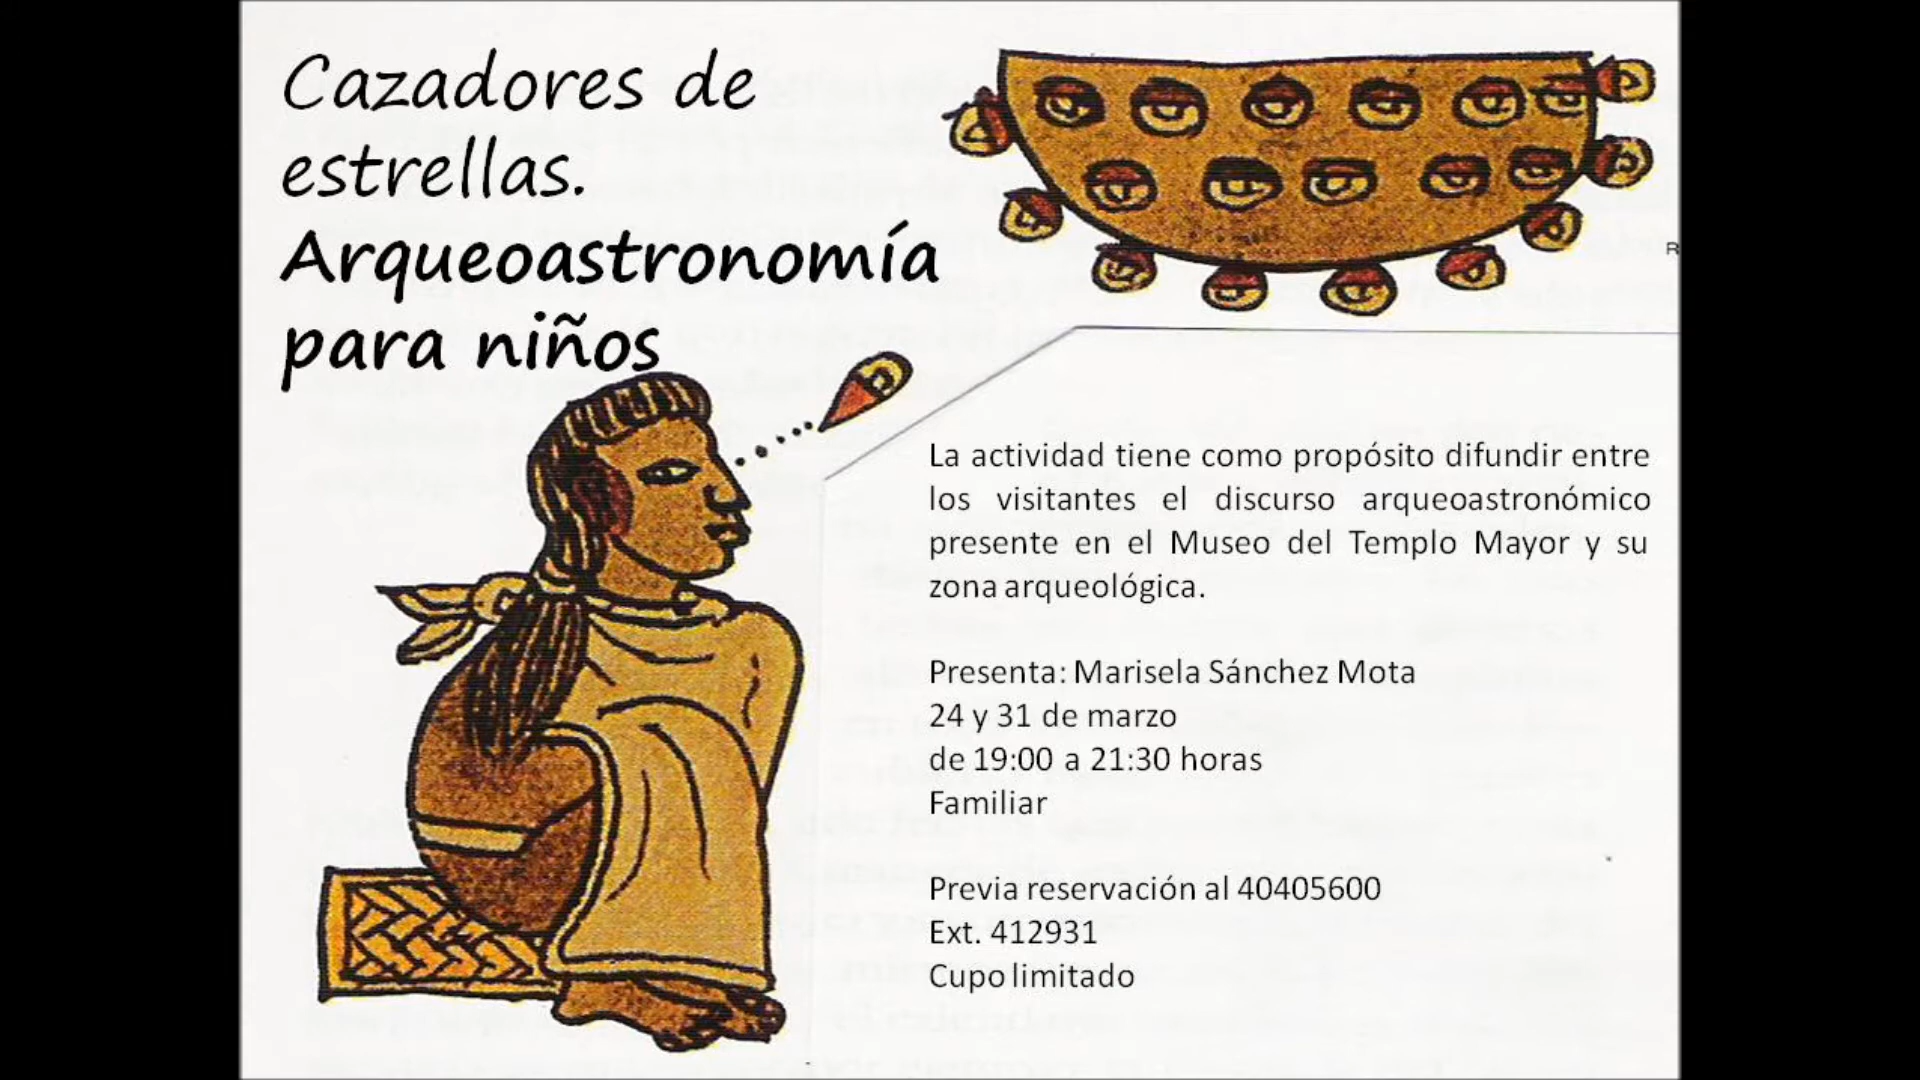 Cazadores de
estrellas.
Arqueoastronomía
para niños
La actividad tiene como propósito difundir entre
los visitantes el discurso arqueoastronómico
presente en el Museo del Templo Mayor y su
zona arqueológica.
Presenta: Marisela Sánchez Mota
24 y 31 de marzo
de 19:00 a 21:30 horas
Familiar
Previa reservación al 40405600
Ext. 412931
Cupo limitado